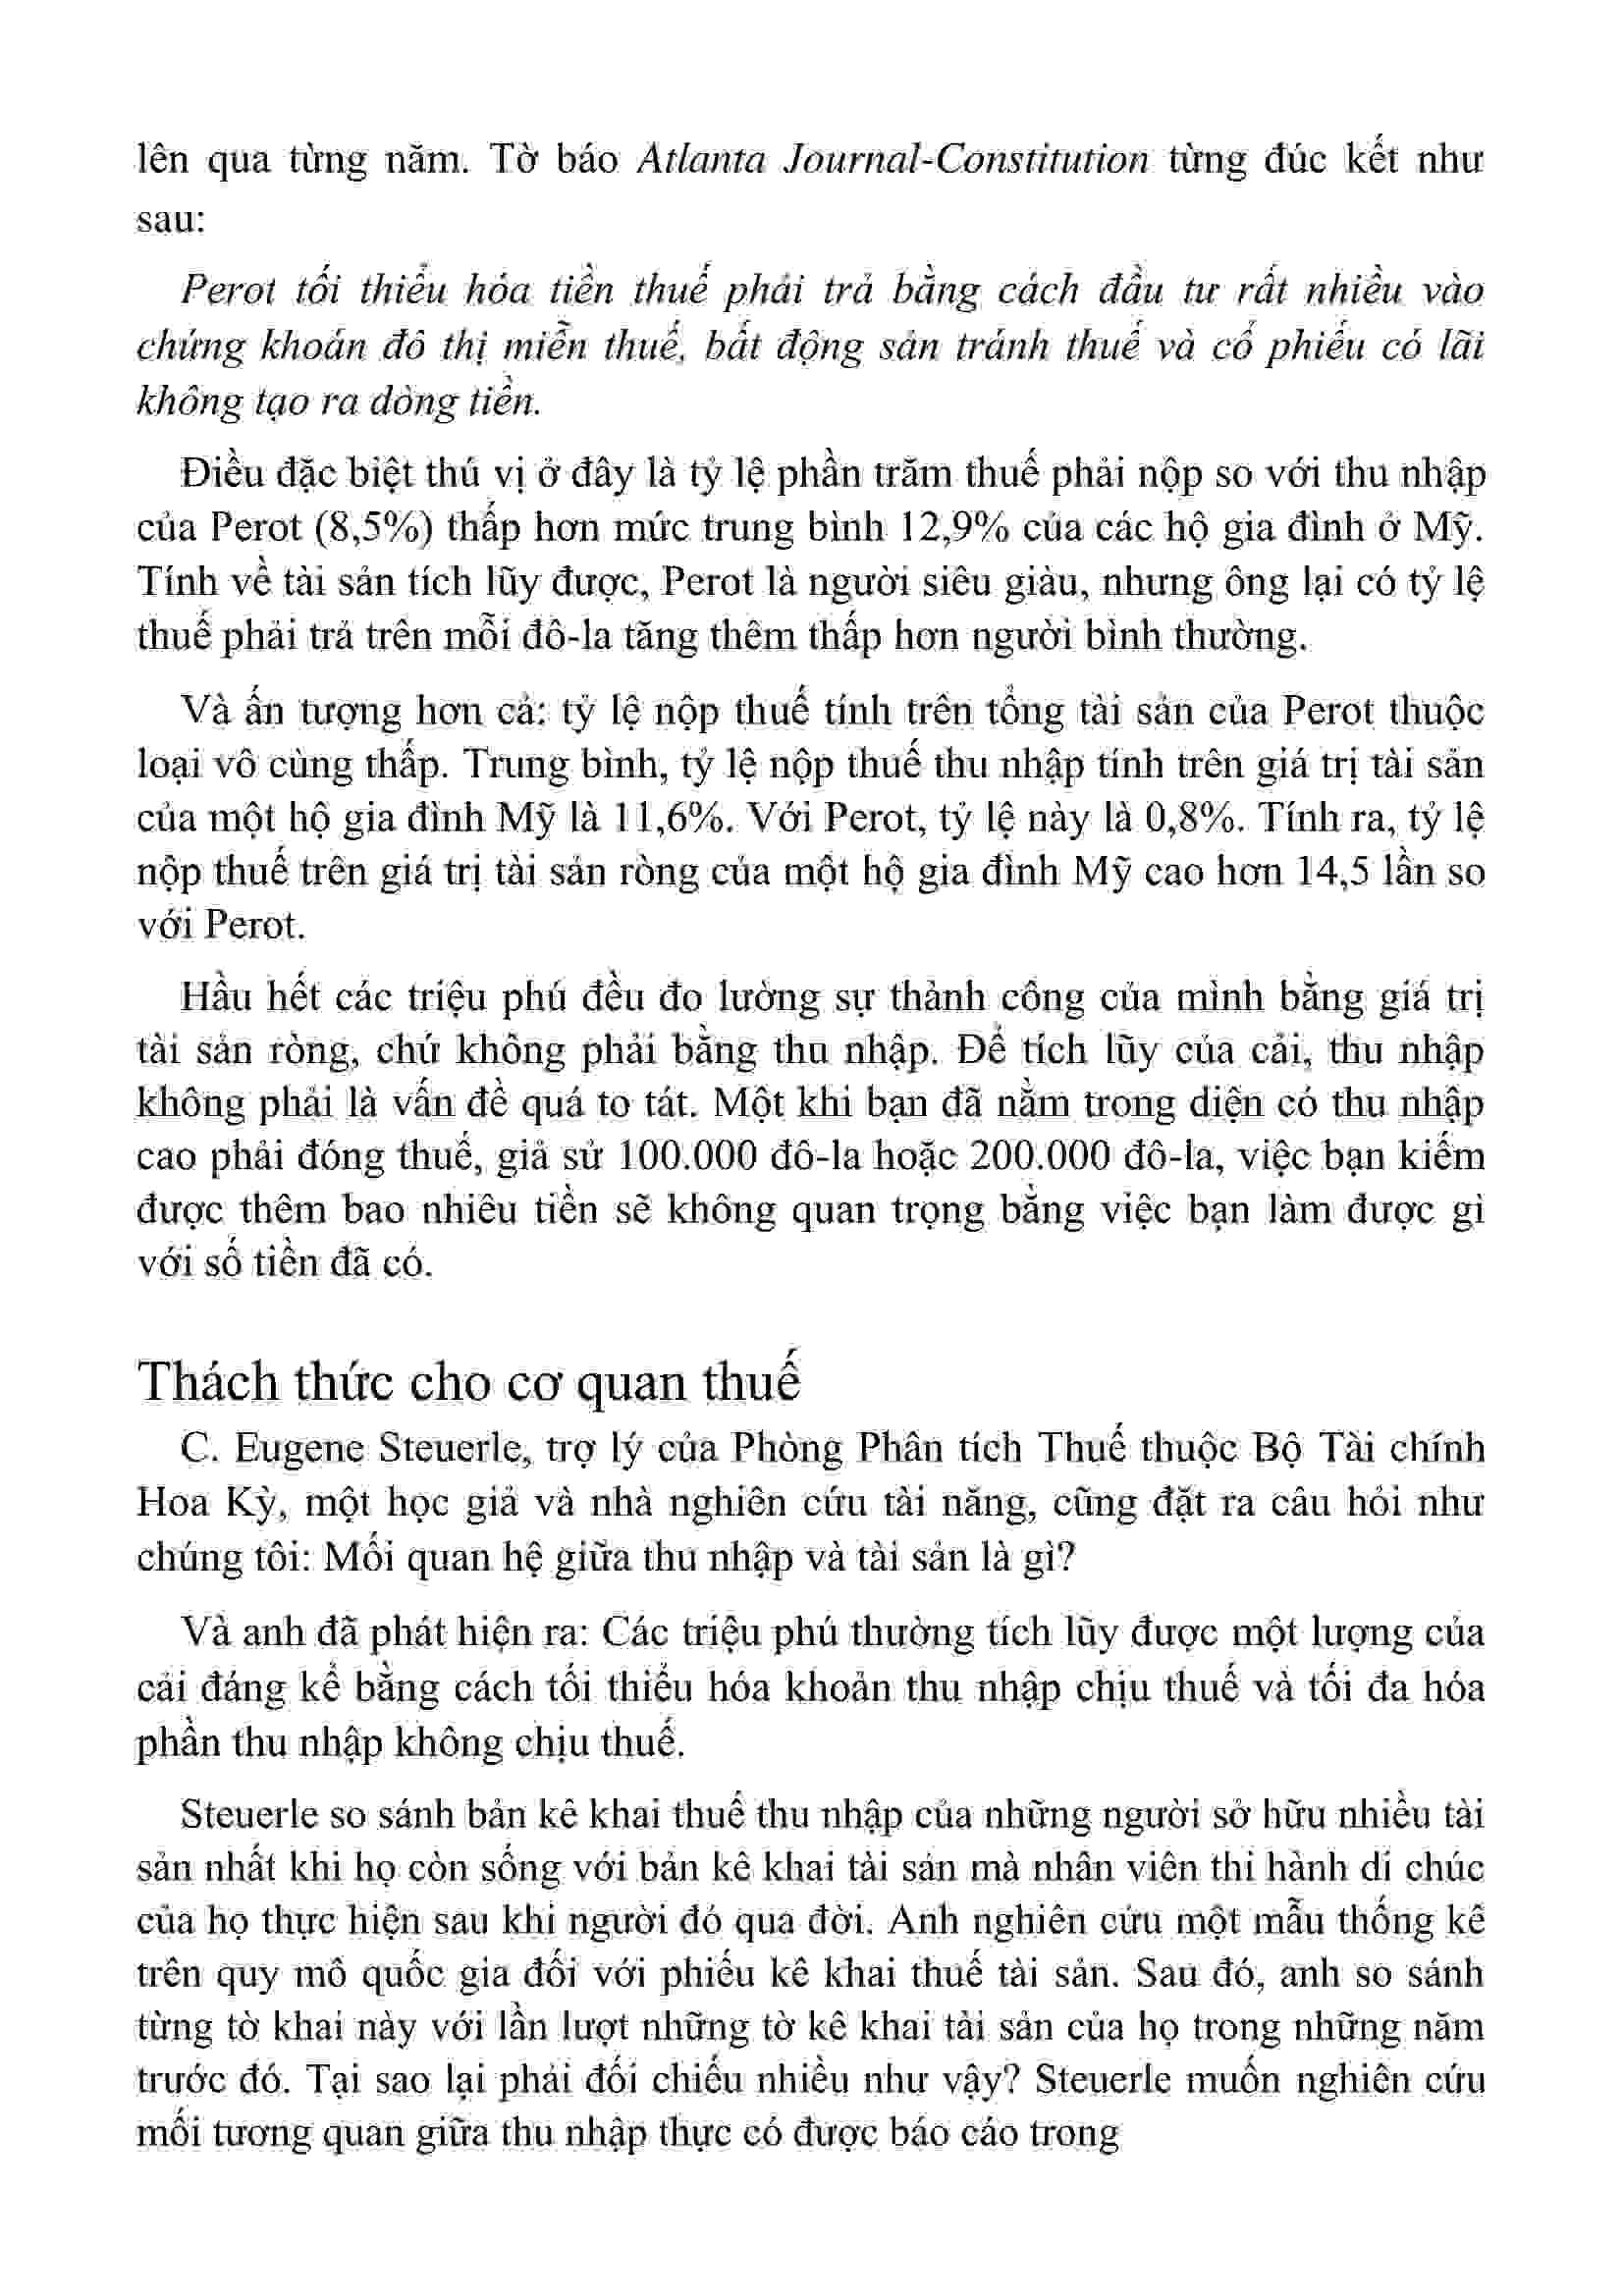 lên qua từng năm. Tờ báo Atlanta Journal-Constitution từng đúc kết như
sau:
Perot tối thiểu hóa tiền thuế phải trả bằng cách đầu tư rất nhiều vào
chứng khoán đô thị miễn thuế, bất động sản tránh thuế và cổ phiếu có lãi
không tạo ra dòng tiền.
Điều đặc biệt thú vị ở đây là tỷ lệ phần trăm thuế phải nộp so với thu nhập
của Perot (8,5%) thấp hơn mức trung bình 12,9% của các hộ gia đình ở Mỹ.
Tính về tài sản tích lũy được, Perot là người siêu giàu, nhưng ông lại có tỷ lệ
thuế phải trả trên mỗi đô-la tăng thêm thấp hơn người bình thường.
Và ấn tượng hơn cả: tỷ lệ nộp thuế tính trên tổng tài sản của Perot thuộc
loại vô cùng thấp. Trung bình, tỷ lệ nộp thuế thu nhập tính trên giá trị tài sản
của một hộ gia đình Mỹ là 11,6%. Với Perot, tỷ lệ này là 0,8%. Tính ra, tỷ lệ
nộp thuế trên giá trị tài sản ròng của một hộ gia đình Mỹ cao hơn 14,5 lần so
với Perot.
Hầu hết các triệu phú đều đo lường sự thành công của mình bằng giá trị
tài sản ròng, chứ không phải bằng thu nhập. Để tích lũy của cải, thu nhập
không phải là vấn đề quá to tát. Một khi bạn đã nằm trong diện có thu nhập
cao phải đóng thuế, giả sử 100.000 đô-la hoặc 200.000 đô-la, việc bạn kiếm
được thêm bao nhiêu tiền sẽ không quan trọng bằng việc bạn làm được gì
với số tiền đã có.
Thách thức cho cơ quan thuế
C. Eugene Steuerle, trợ lý của Phòng Phân tích Thuế thuộc Bộ Tài chính
Hoa Kỳ, một học giả và nhà nghiên cứu tài năng, cũng đặt ra câu hỏi như
chúng tôi: Mối quan hệ giữa thu nhập và tài sản là gì?
Và anh đã phát hiện ra: Các triệu phú thường tích lũy được một lượng của
cải đáng kể bằng cách tối thiểu hóa khoản thu nhập chịu thuế và tối đa hóa
phần thu nhập không chịu thuế.
Steuerle so sánh bản kê khai thuế thu nhập của những người sở hữu nhiều tài
sản nhất khi họ còn sống với bản kê khai tài sản mà nhân viên thi hành di chúc
của họ thực hiện sau khi người đó qua đời. Anh nghiên cứu một mẫu thống kê
trên quy mô quốc gia đối với phiếu kê khai thuế tài sản. Sau đó, anh so sánh
từng tờ khai này với lần lượt những tờ kê khai tài sản của họ trong những năm
trước đó. Tại sao lại phải đối chiếu nhiều như vậy? Steuerle muốn nghiên cứu
mối tương quan giữa thu nhập thực có được báo cáo trong